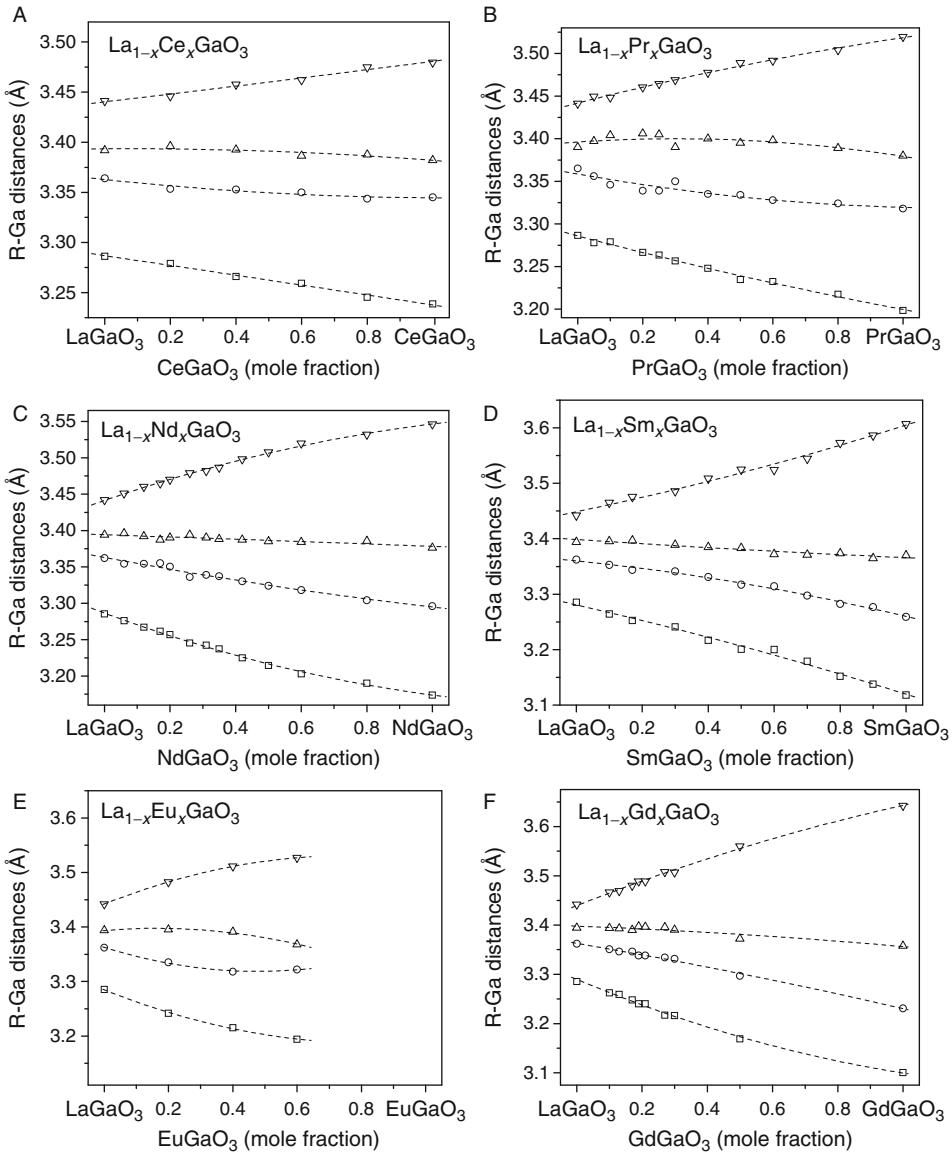 A
La1−xCexGaO3
R-Ga distances (Å)
3.50
3.45
3.40
3.35
3.30
3.25
LaGaO3 0.2 0.4 0.6 0.8 CeGaO3
CeGaO3 (mole fraction)
B
La1−xPrxGaO3
R-Ga distances (Å)
3.50
3.45
3.40
3.35
3.30
3.25
3.20
LaGaO3 0.2 0.4 0.6 0.8 PrGaO3
PrGaO3 (mole fraction)
C
La1−xNdxGaO3
R-Ga distances (Å)
3.55
3.50
3.45
3.40
3.35
3.30
3.25
3.20
LaGaO3 0.2 0.4 0.6 0.8 NdGaO3
NdGaO3 (mole fraction)
D
La1−xSmxGaO3
R-Ga distances (Å)
3.6
3.5
3.4
3.3
3.2
3.1
LaGaO3 0.2 0.4 0.6 0.8 SmGaO3
SmGaO3 (mole fraction)
E
La1−xEuxGaO3
R-Ga distances (Å)
3.6
3.5
3.4
3.3
3.2
LaGaO3 0.2 0.4 0.6 0.8 EuGaO3
EuGaO3 (mole fraction)
F
La1−xGdxGaO3
R-Ga distances (Å)
3.6
3.5
3.4
3.3
3.2
3.1
LaGaO3 0.2 0.4 0.6 0.8 GdGaO3
GdGaO3 (mole fraction)